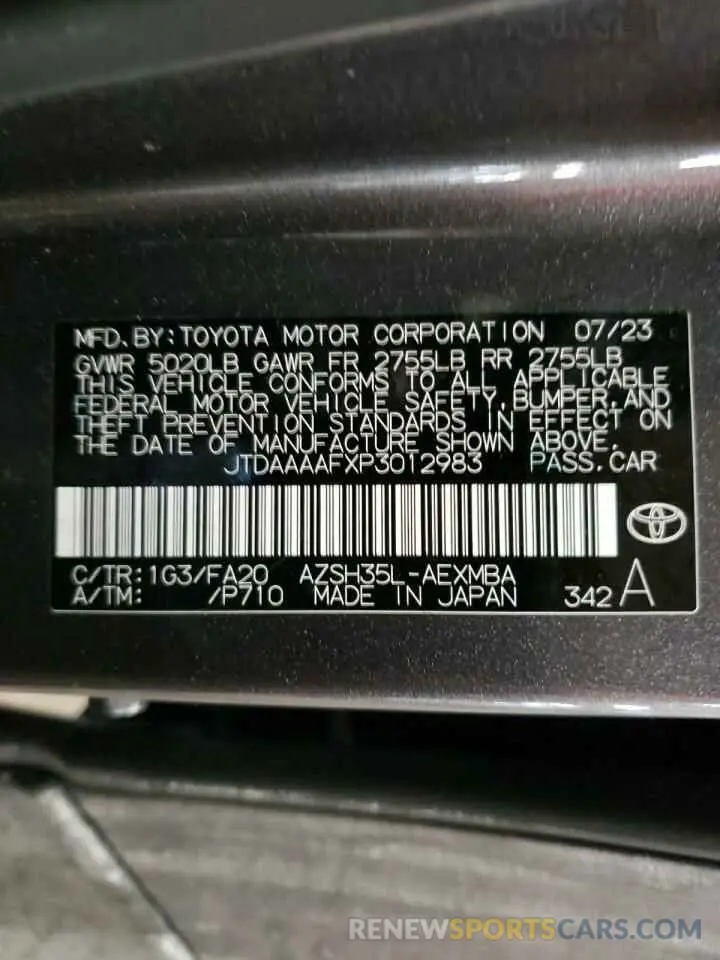 MFD.BY:TOYOTA MOTOR CORPORATION 07/23
GVWR 5020LB GAWR FR 2755LB RR 2755LB
THIS VEHICLE CONFORMS TO ALL APPLICABLE
FEDERAL MOTOR VEHICLE SAFETY,BUMPER,AND
THEFT PREVENTION STANDARDS IN EFFECT ON
THE DATE OF MANUFACTURE SHOWN ABOVE.
JTDAAAAFXP3012983 PASS.CAR
C/TR:1G3/FA20 AZSH35L-AEXMBA
A/TM: /P710 MADE IN JAPAN 342 A
RENEWSPORTSCARS.COM